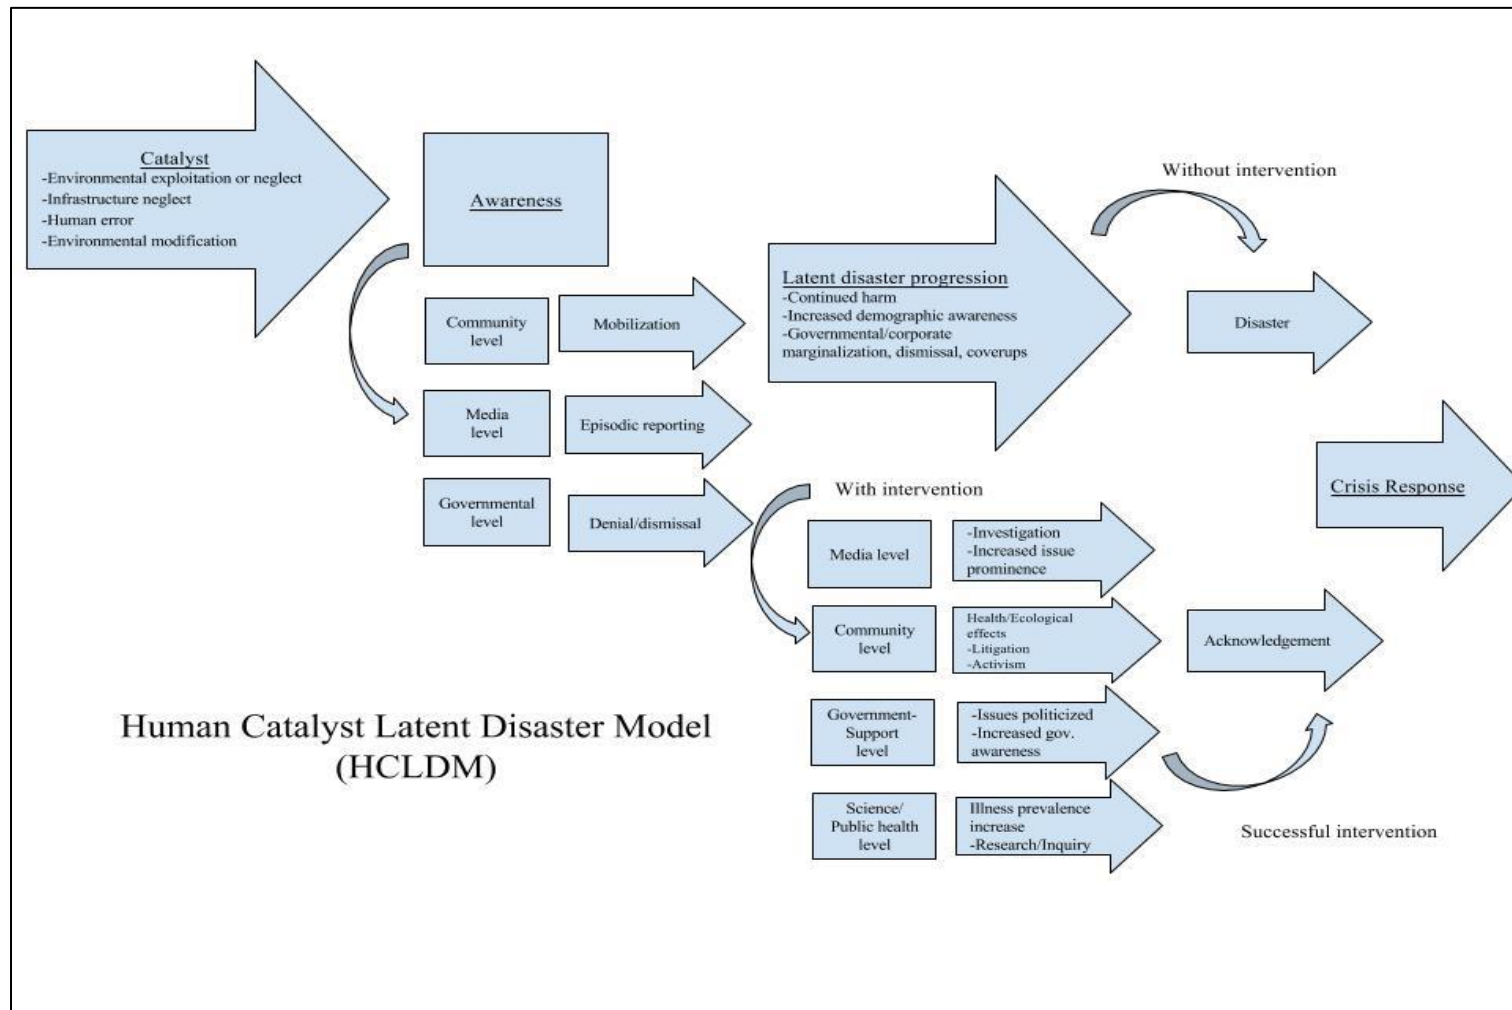 Catalyst
-Environmental exploitation or neglect
-Infrastructure neglect
-Human error
-Environmental modification
Awareness
Community
level
Mobilization
Media
level
Episodic reporting
Governmental
level
Denial/dismissal
Latent disaster progression
-Continued harm
-Increased demographic awareness
-Governmental/corporate
marginalization, dismissal, coverups
Without intervention
Disaster
With intervention
Media level
-Investigation
-Increased issue
prominence
Community
level
Health/Ecological
effects
-Litigation
-Activism
Government-
Support
level
-Issues politicized
-Increased gov.
awareness
Science/
Public health
level
Illness prevalence
increase
-Research/Inquiry
Acknowledgement
Successful intervention
Crisis Response
Human Catalyst Latent Disaster Model
(HCLDM)